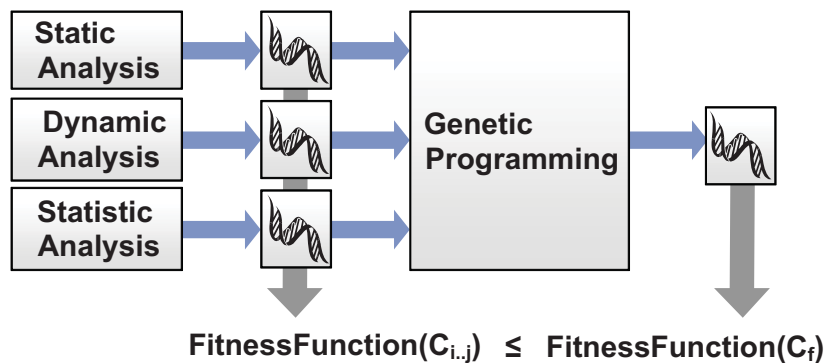 Static
Analysis
Dynamic
Analysis
Statistic
Analysis
Genetic
Programming
FitnessFunction(Ci..j) ≤ FitnessFunction(Cf)